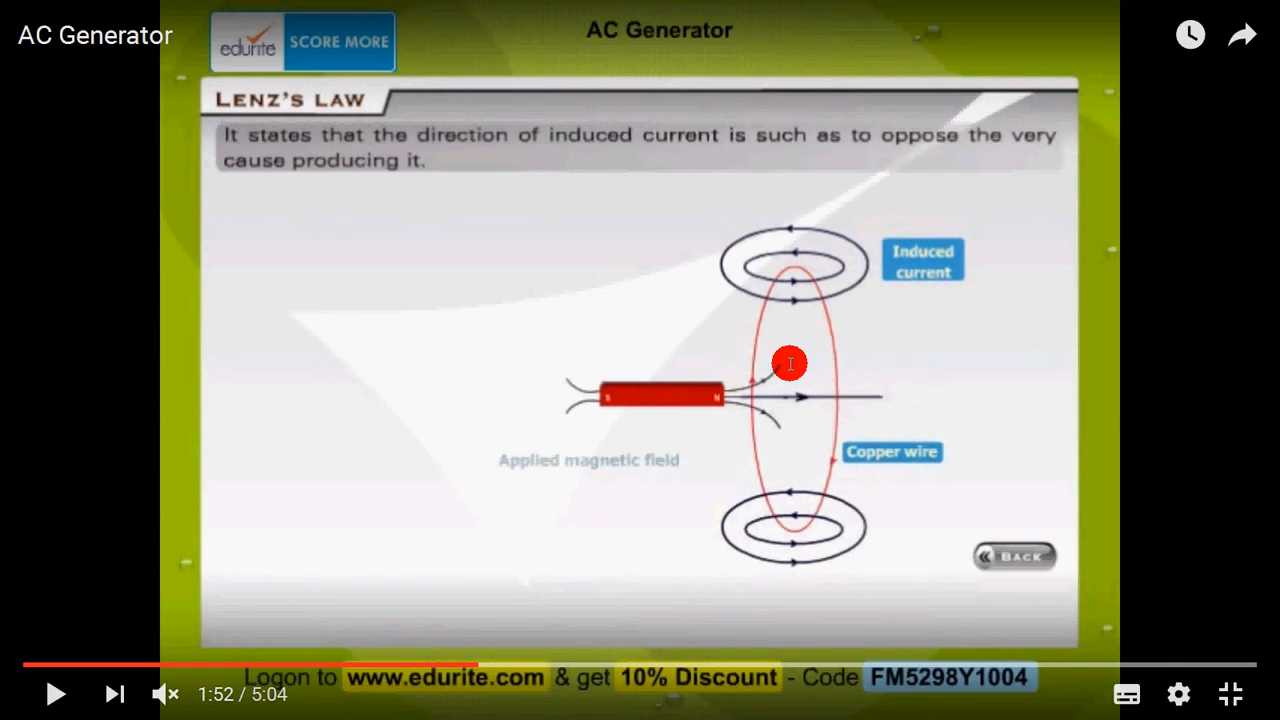 AC Generator
AC Generator
edurite SCORE MORE
LENZ'S LAW
It states that the direction of induced current is such as to oppose the very
cause producing it.
Induced
current
S N
Applied magnetic field
Copper wire
BACK
Logon to www.edurite.com & get 10% Discount - Code FM5298Y1004
1:52 / 5:04